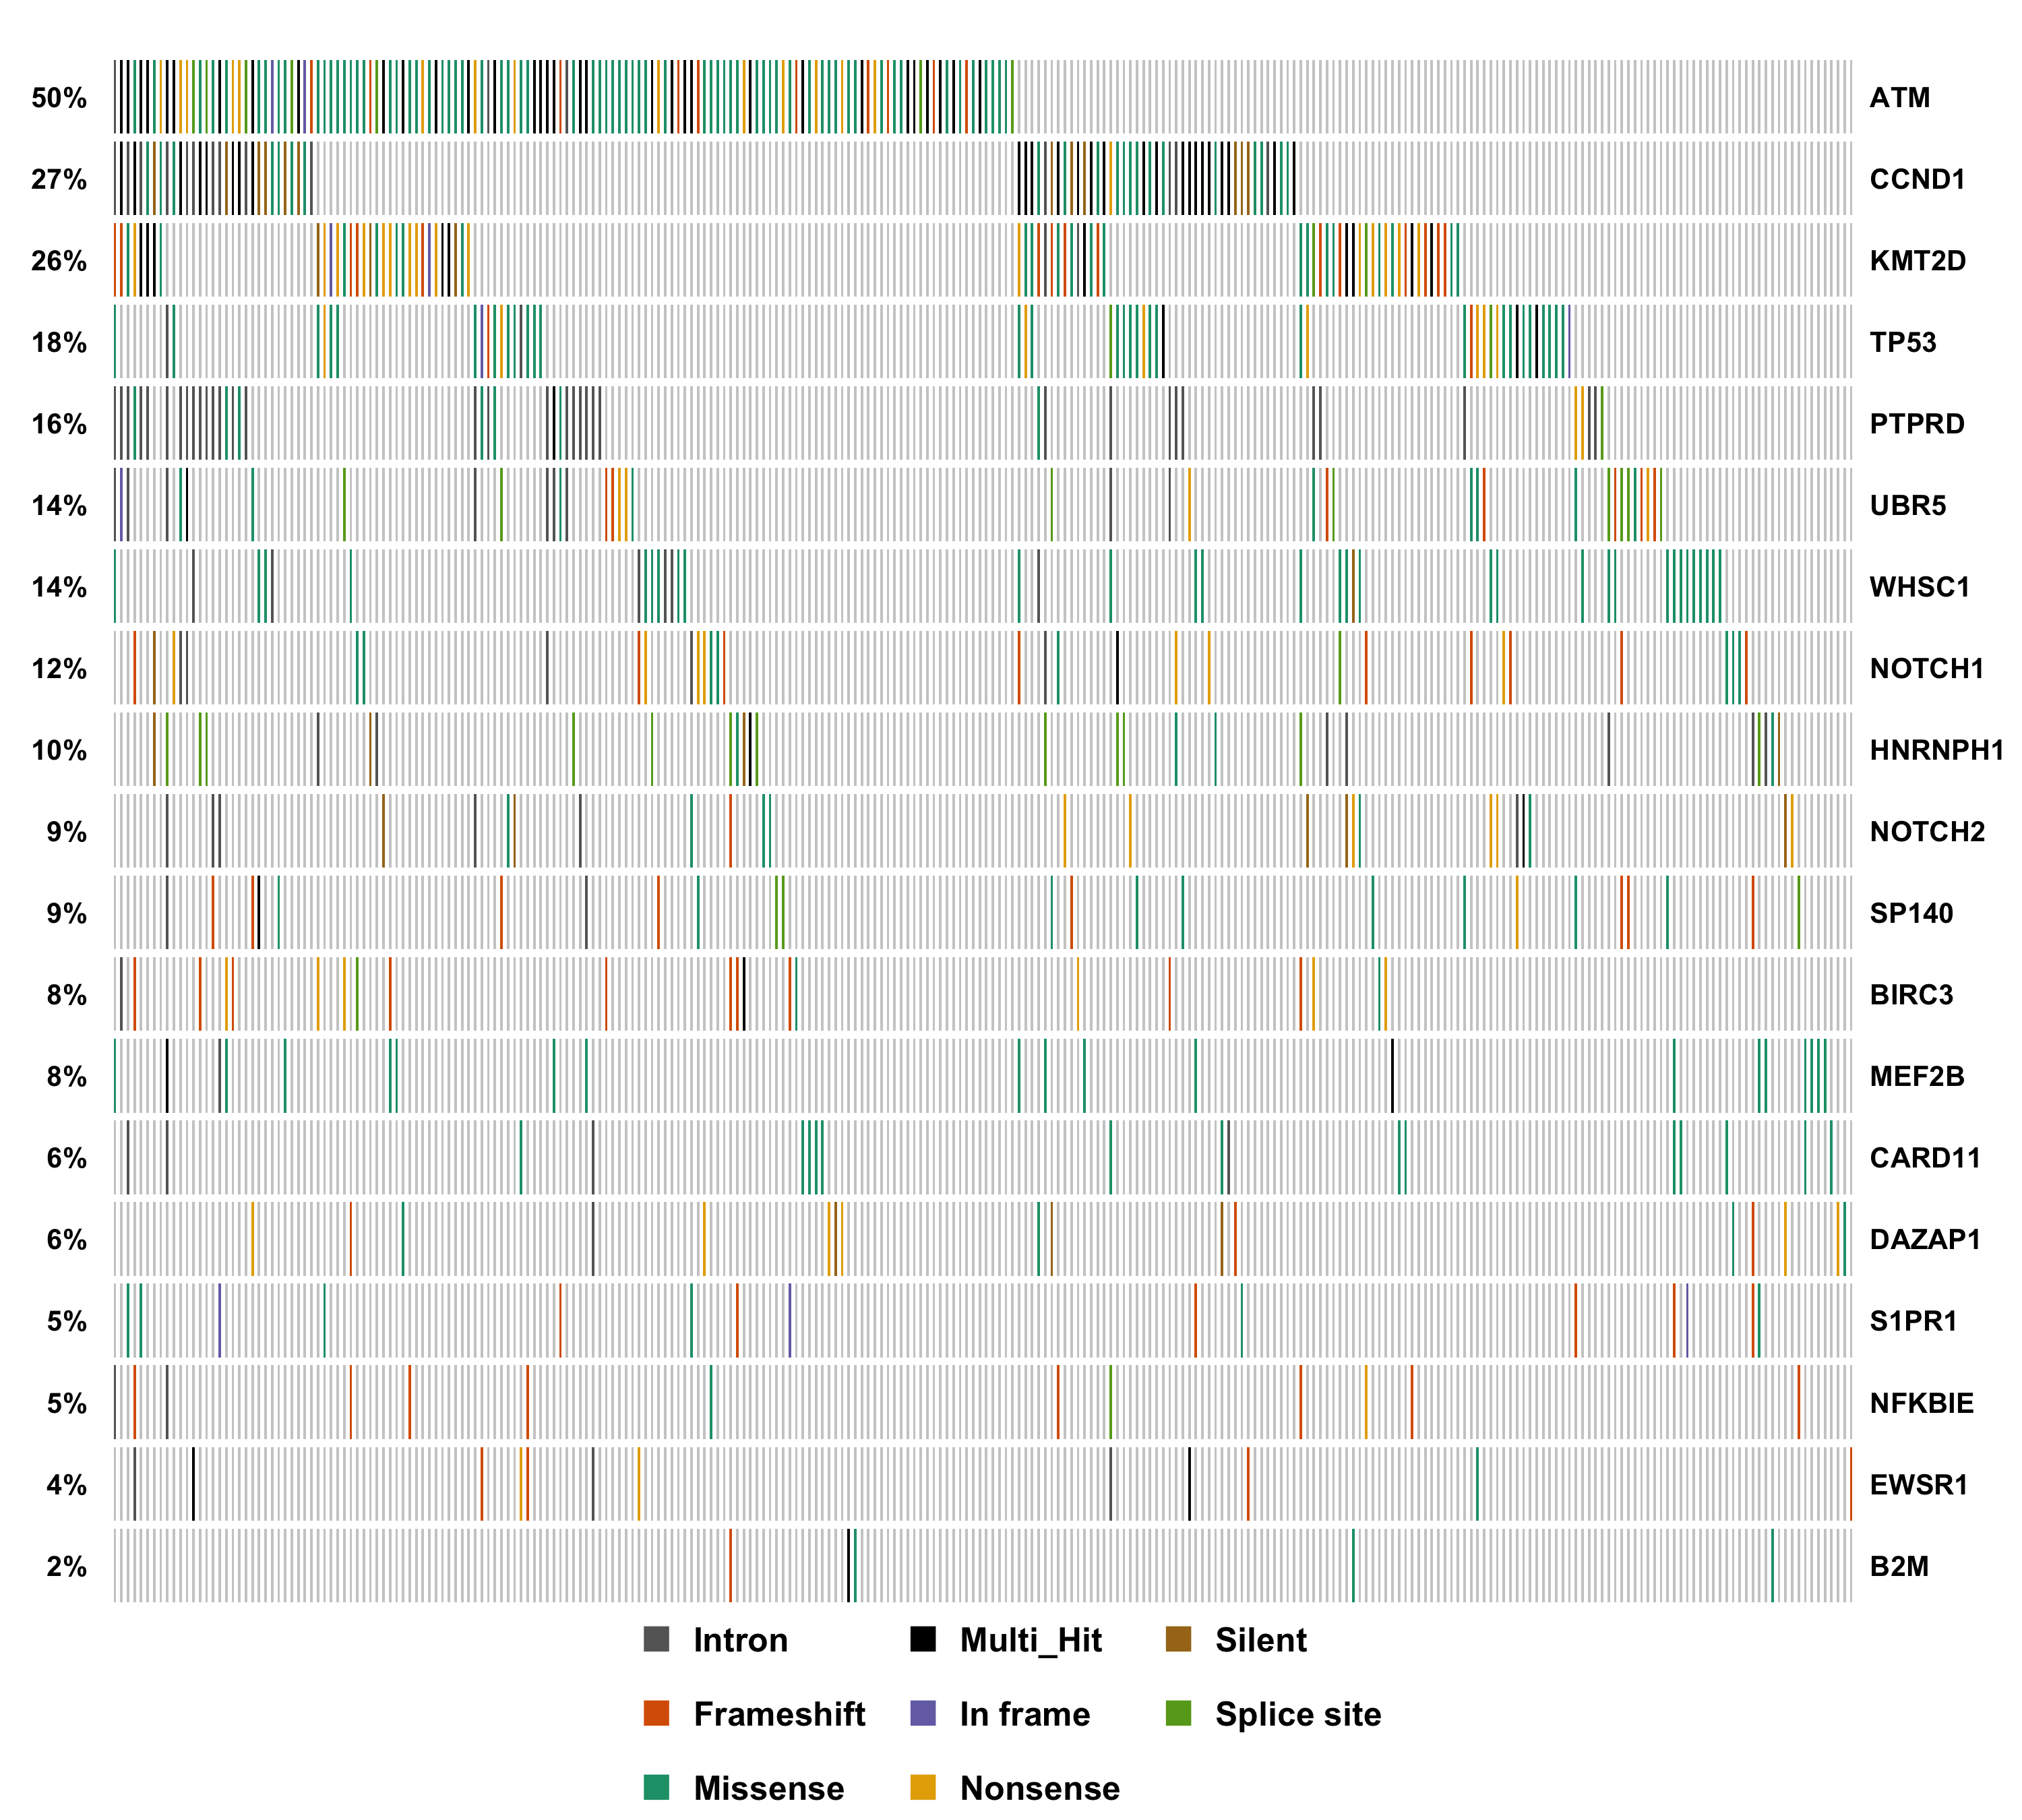 50% ATM
27% CCND1
26% KMT2D
18% TP53
16% PTPRD
14% UBR5
14% WHSC1
12% NOTCH1
10% HNRNPH1
9% NOTCH2
9% SP140
8% BIRC3
8% MEF2B
6% CARD11
6% DAZAP1
5% S1PR1
5% NFKBIE
4% EWSR1
2% B2M
Intron Multi_Hit Silent
Frameshift In frame Splice site
Missense Nonsense